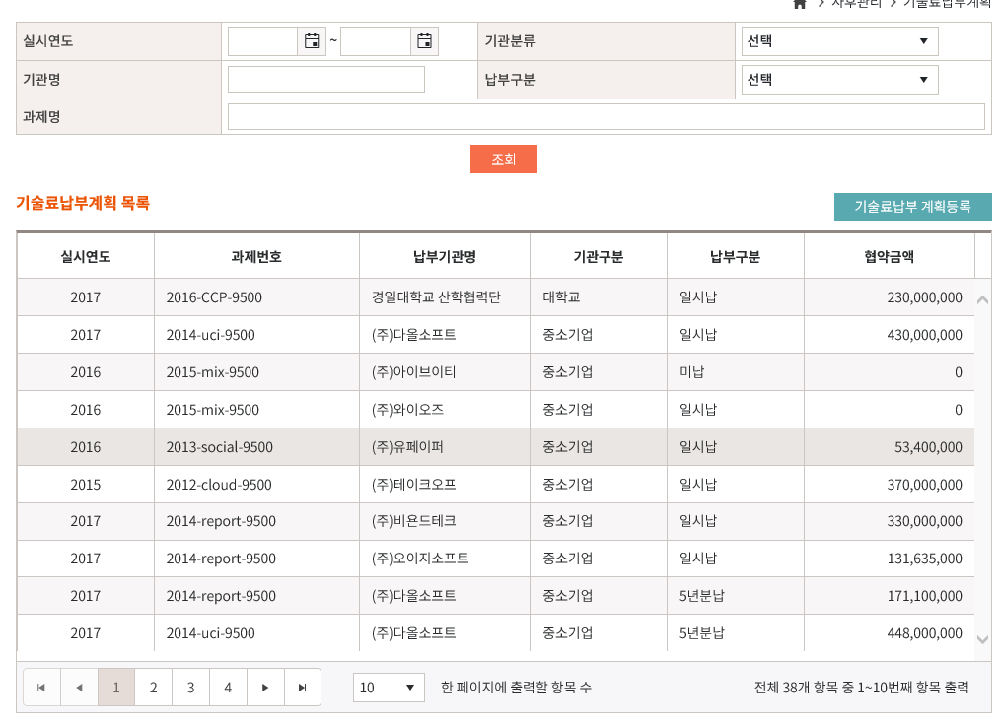 사후관리 > 기술료납부계획
실시연도 ~ 기관분류 선택
기관명 납부구분 선택
과제명
조회
기술료납부계획 목록 기술료납부 계획등록
실시연도 과제번호 납부기관명 기관구분 납부구분 협약금액
2017 2016-CCP-9500 경일대학교 산학협력단 대학교 일시납 230,000,000
2017 2014-uci-9500 (주)다올소프트 중소기업 일시납 430,000,000
2016 2015-mix-9500 (주)아이브이티 중소기업 미납 0
2016 2015-mix-9500 (주)와이오즈 중소기업 일시납 0
2016 2013-social-9500 (주)유페이퍼 중소기업 일시납 53,400,000
2015 2012-cloud-9500 (주)테이크오프 중소기업 일시납 370,000,000
2017 2014-report-9500 (주)비욘드테크 중소기업 일시납 330,000,000
2017 2014-report-9500 (주)오이지소프트 중소기업 일시납 131,635,000
2017 2014-report-9500 (주)다올소프트 중소기업 5년분납 171,100,000
2017 2014-uci-9500 (주)다올소프트 중소기업 5년분납 448,000,000
1 2 3 4 10 한 페이지에 출력할 항목 수 전체 38개 항목 중 1~10번째 항목 출력